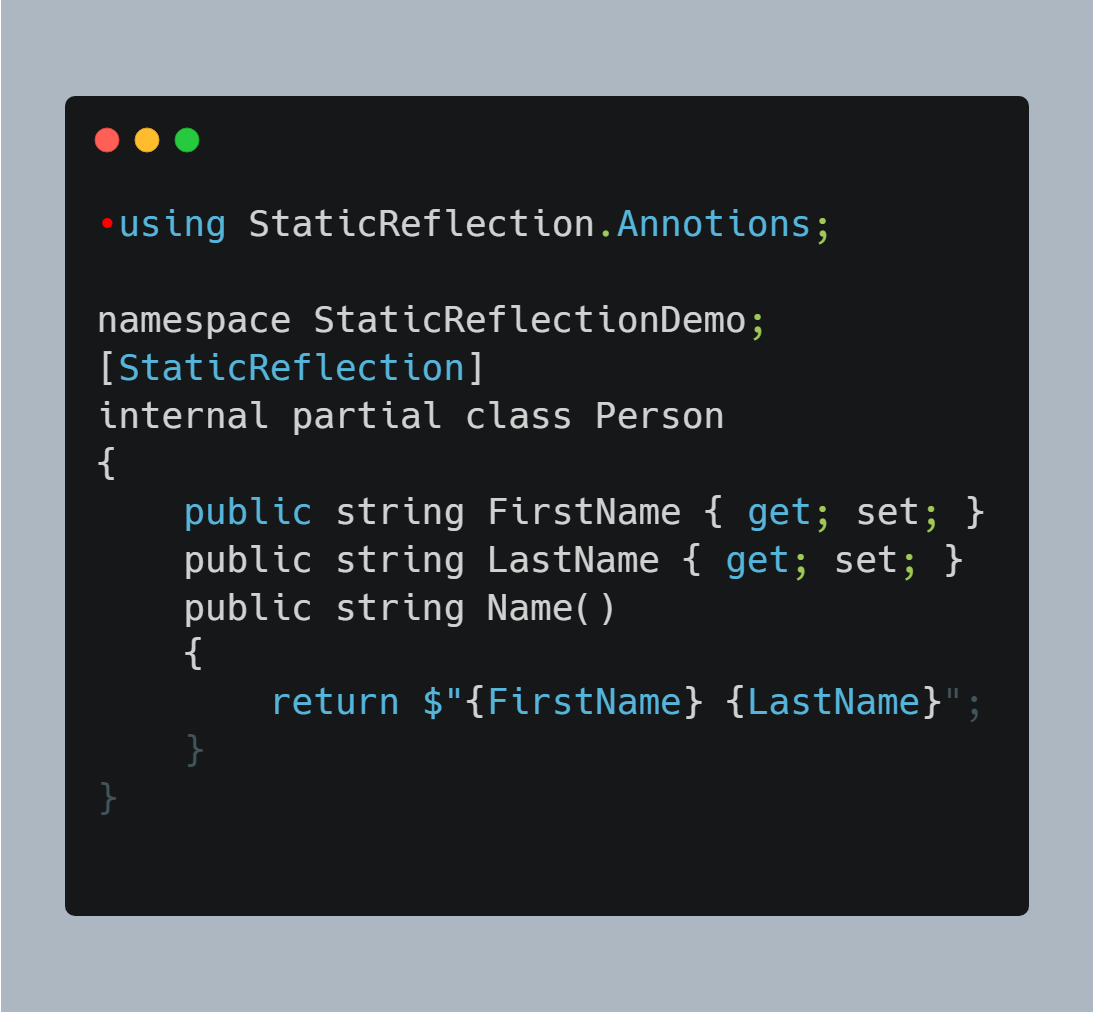 •using StaticReflection.Annotions;

namespace StaticReflectionDemo;
[StaticReflection]
internal partial class Person
{
    public string FirstName { get; set; }
    public string LastName { get; set; }
    public string Name()
    {
        return $"{FirstName} {LastName}";
    }
}